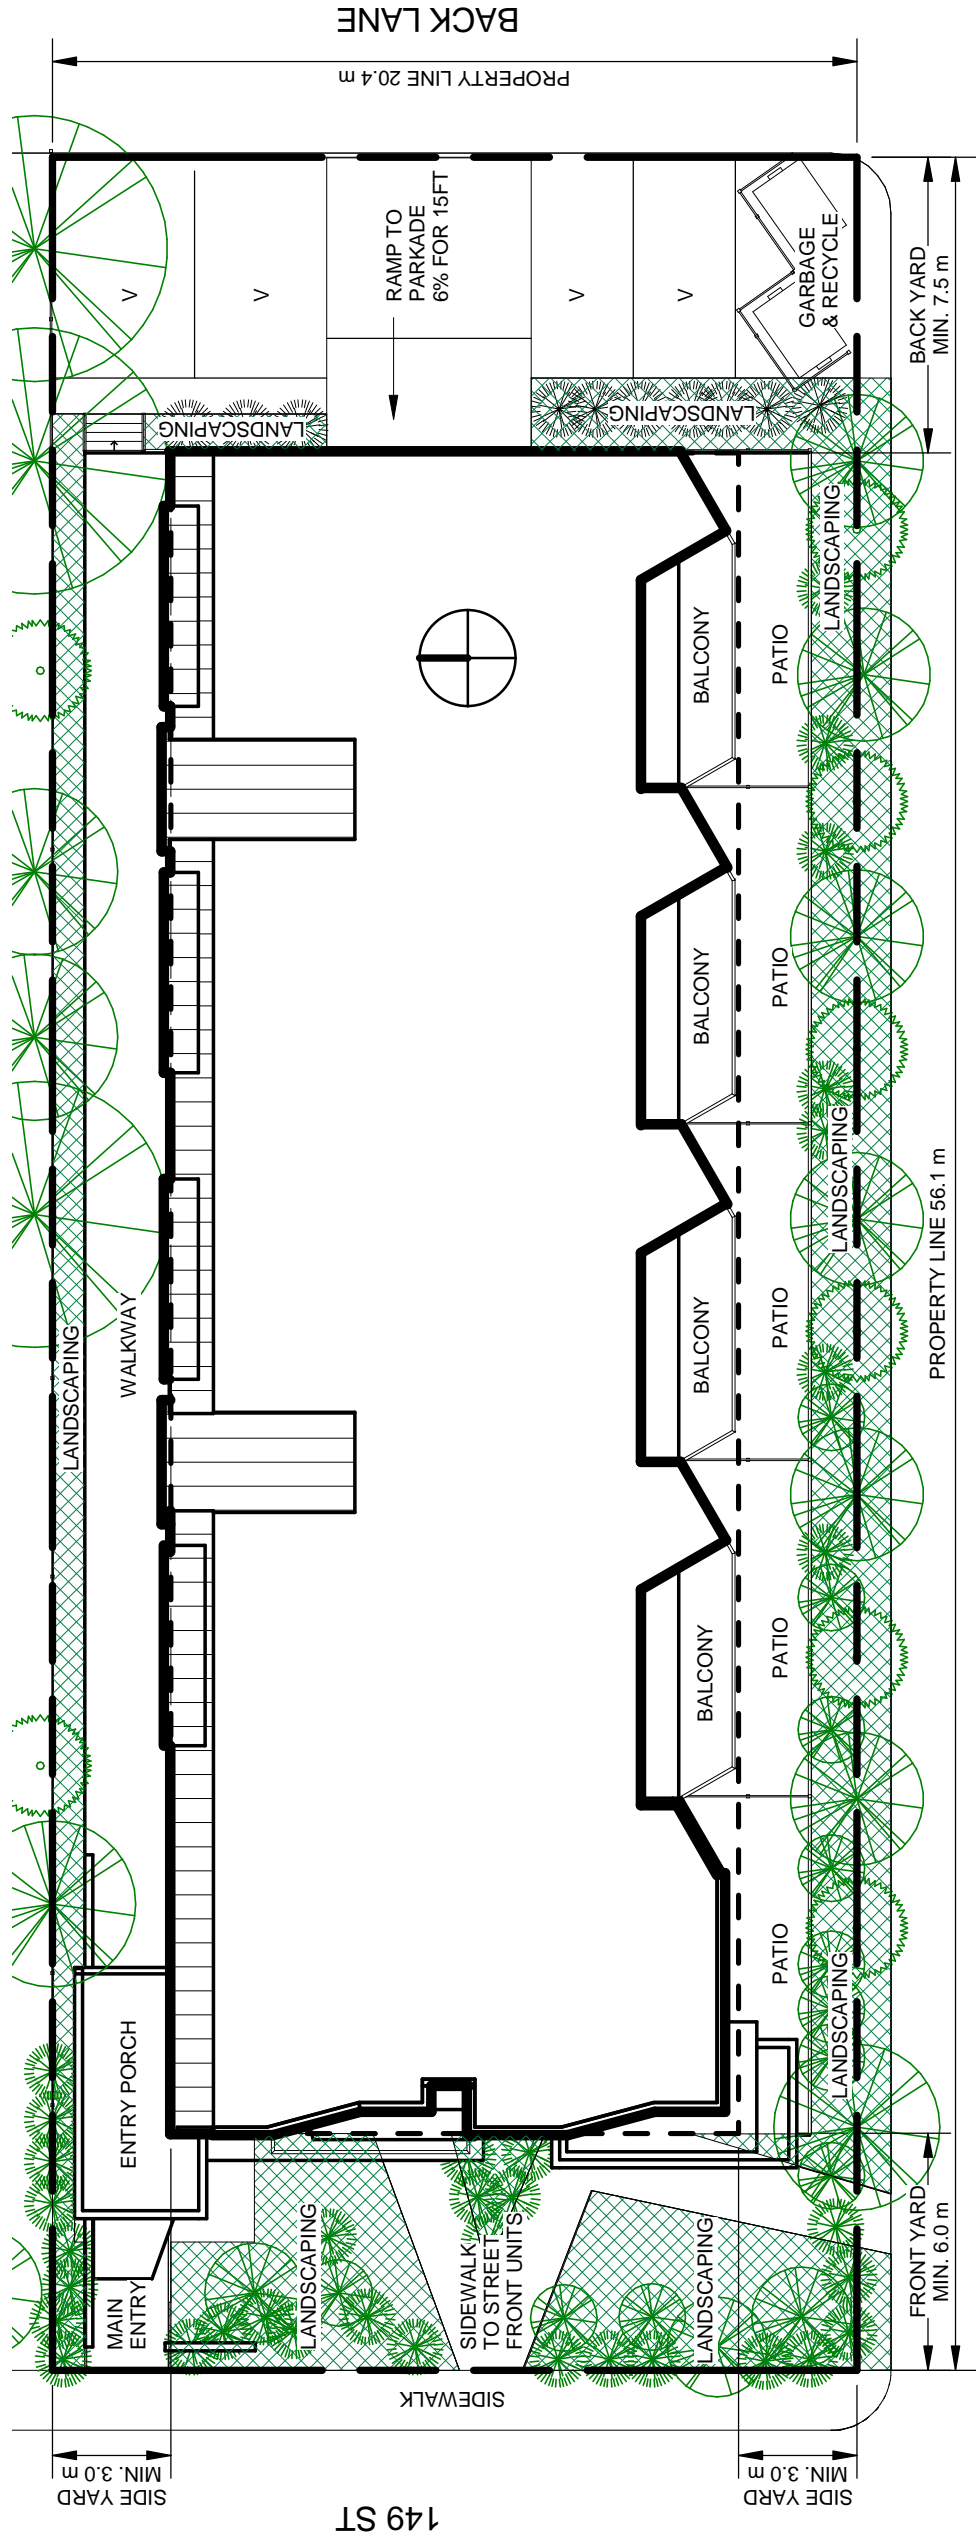 BACK LANE
PROPERTY LINE 20.4 m
V
V
RAMP TO
PARKADE
6% FOR 15FT
V
V
GARBAGE
& RECYCLE
BACK YARD
MIN. 7.5 m
LANDSCAPING
LANDSCAPING
LANDSCAPING
LANDSCAPING
BALCONY
PATIO
BALCONY
PATIO
LANDSCAPING
PROPERTY LINE 56.1 m
WALKWAY
LANDSCAPING
BALCONY
PATIO
BALCONY
PATIO
PATIO
LANDSCAPING
ENTRY PORCH
MAIN
ENTRY
LANDSCAPING
SIDEWALK
TO STREET
FRONT UNITS
LANDSCAPING
FRONT YARD
MIN. 6.0 m
SIDEWALK
SIDE YARD
MIN. 3.0 m
SIDE YARD
MIN. 3.0 m
149 ST